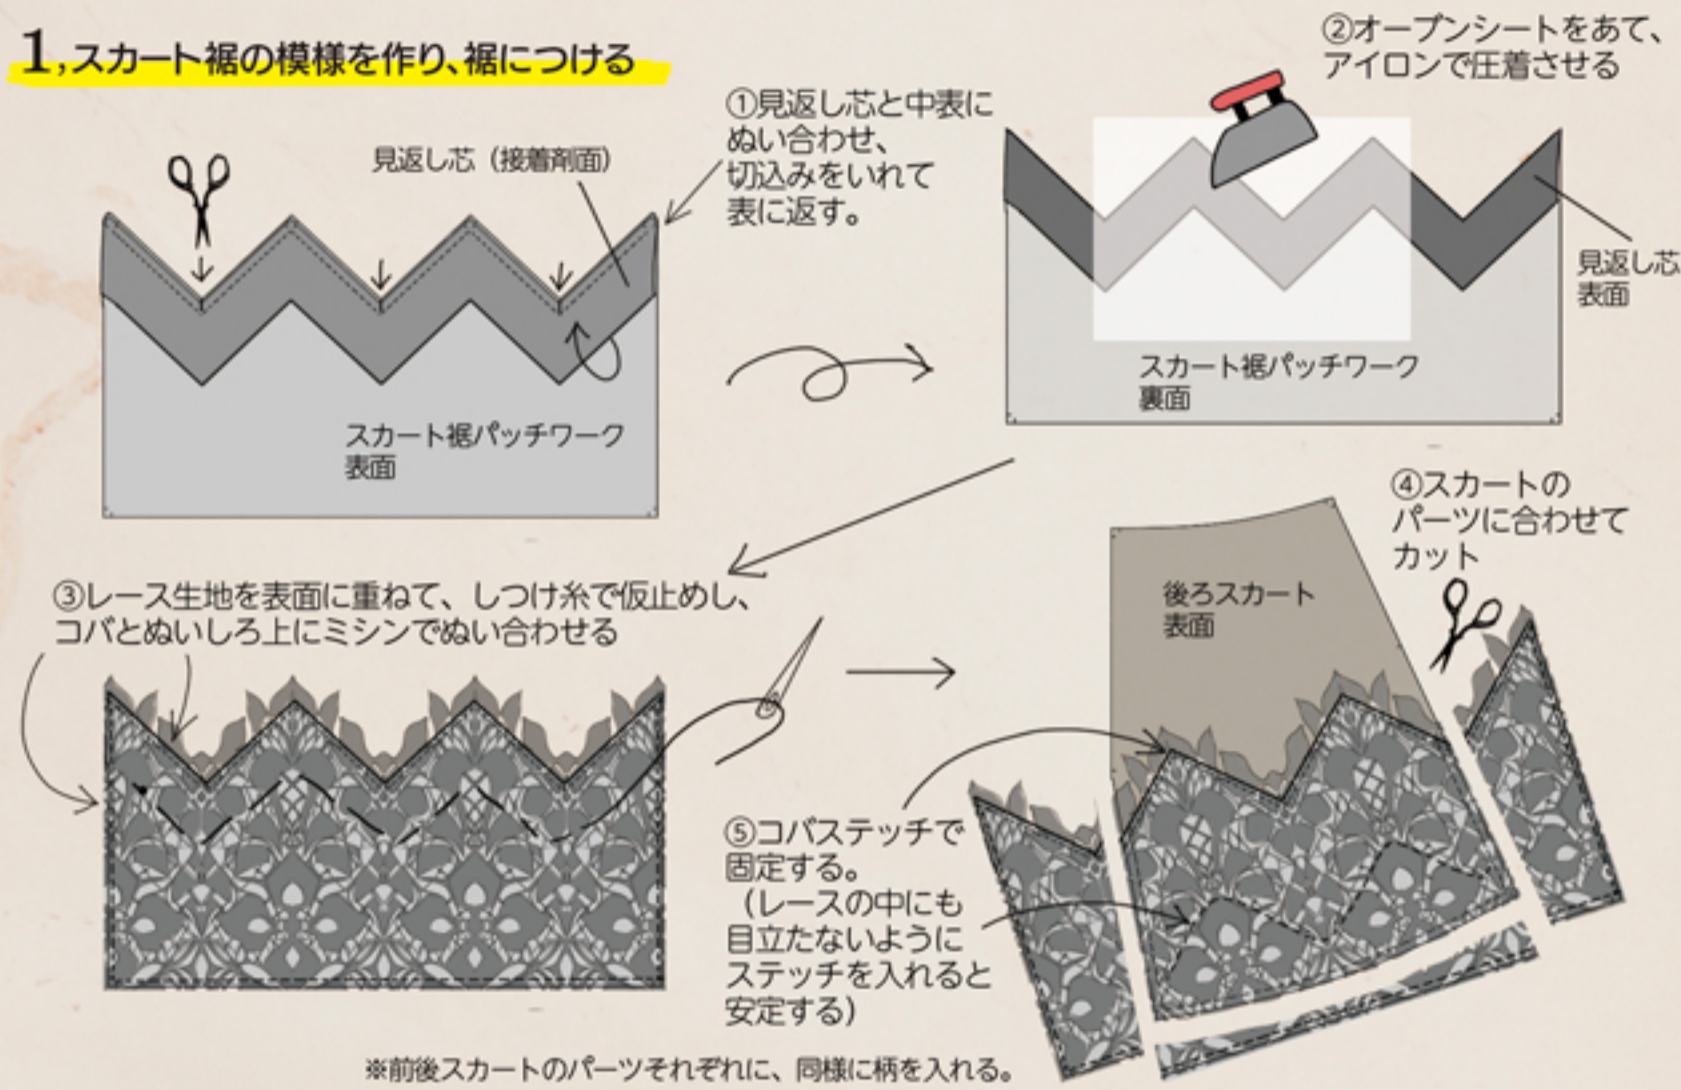 1,スカート裾の模様を作り、裾につける
①見返し芯と中表に
ぬい合わせ、
切込みをいれて
表に返す。
見返し芯（接着剤面）
スカート裾パッチワーク
表面
②オーブンシートをあて、
アイロンで圧着させる
見返し芯
表面
スカート裾パッチワーク
裏面
③レース生地を表面に重ねて、しつけ糸で仮止めし、
コバとぬいしろ上にミシンでぬい合わせる
④スカートの
パーツに合わせて
カット
後ろスカート
表面
⑤コバステッチで
固定する。
（レースの中にも
目立たないように
ステッチを入れると
安定する）
※前後スカートのパーツそれぞれに、同様に柄を入れる。